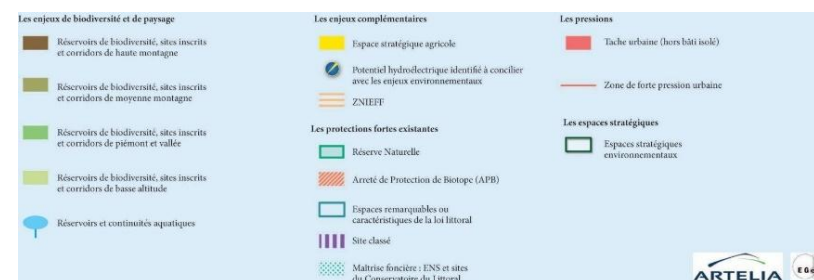 Les enjeux de biodiversité et de paysage
Réservoirs de biodiversité, sites inscrits
et corridors de haute montagne
Réservoirs de biodiversité, sites inscrits
et corridors de moyenne montagne
Réservoirs de biodiversité, sites inscrits
et corridors de piémont et vallée
Réservoirs de biodiversité, sites inscrits
et corridors de basse altitude
Réservoirs et continuités aquatiques
Les enjeux complémentaires
Espace stratégique agricole
Potentiel hydroélectrique identifié à concilier
avec les enjeux environnementaux
ZNIEFF
Les protections fortes existantes
Réserve Naturelle
Arreté de Protection de Biotope (APB)
Espaces remarquables ou
caractéristiques de la loi littoral
Site classé
Maîtrise foncière : ENS et sites
du Conservatoire du Littoral
Les pressions
Tache urbaine (hors bâti isolé)
Zone de forte pression urbaine
Les espaces stratégiques
Espaces stratégiques
environnementaux
ARTELIA